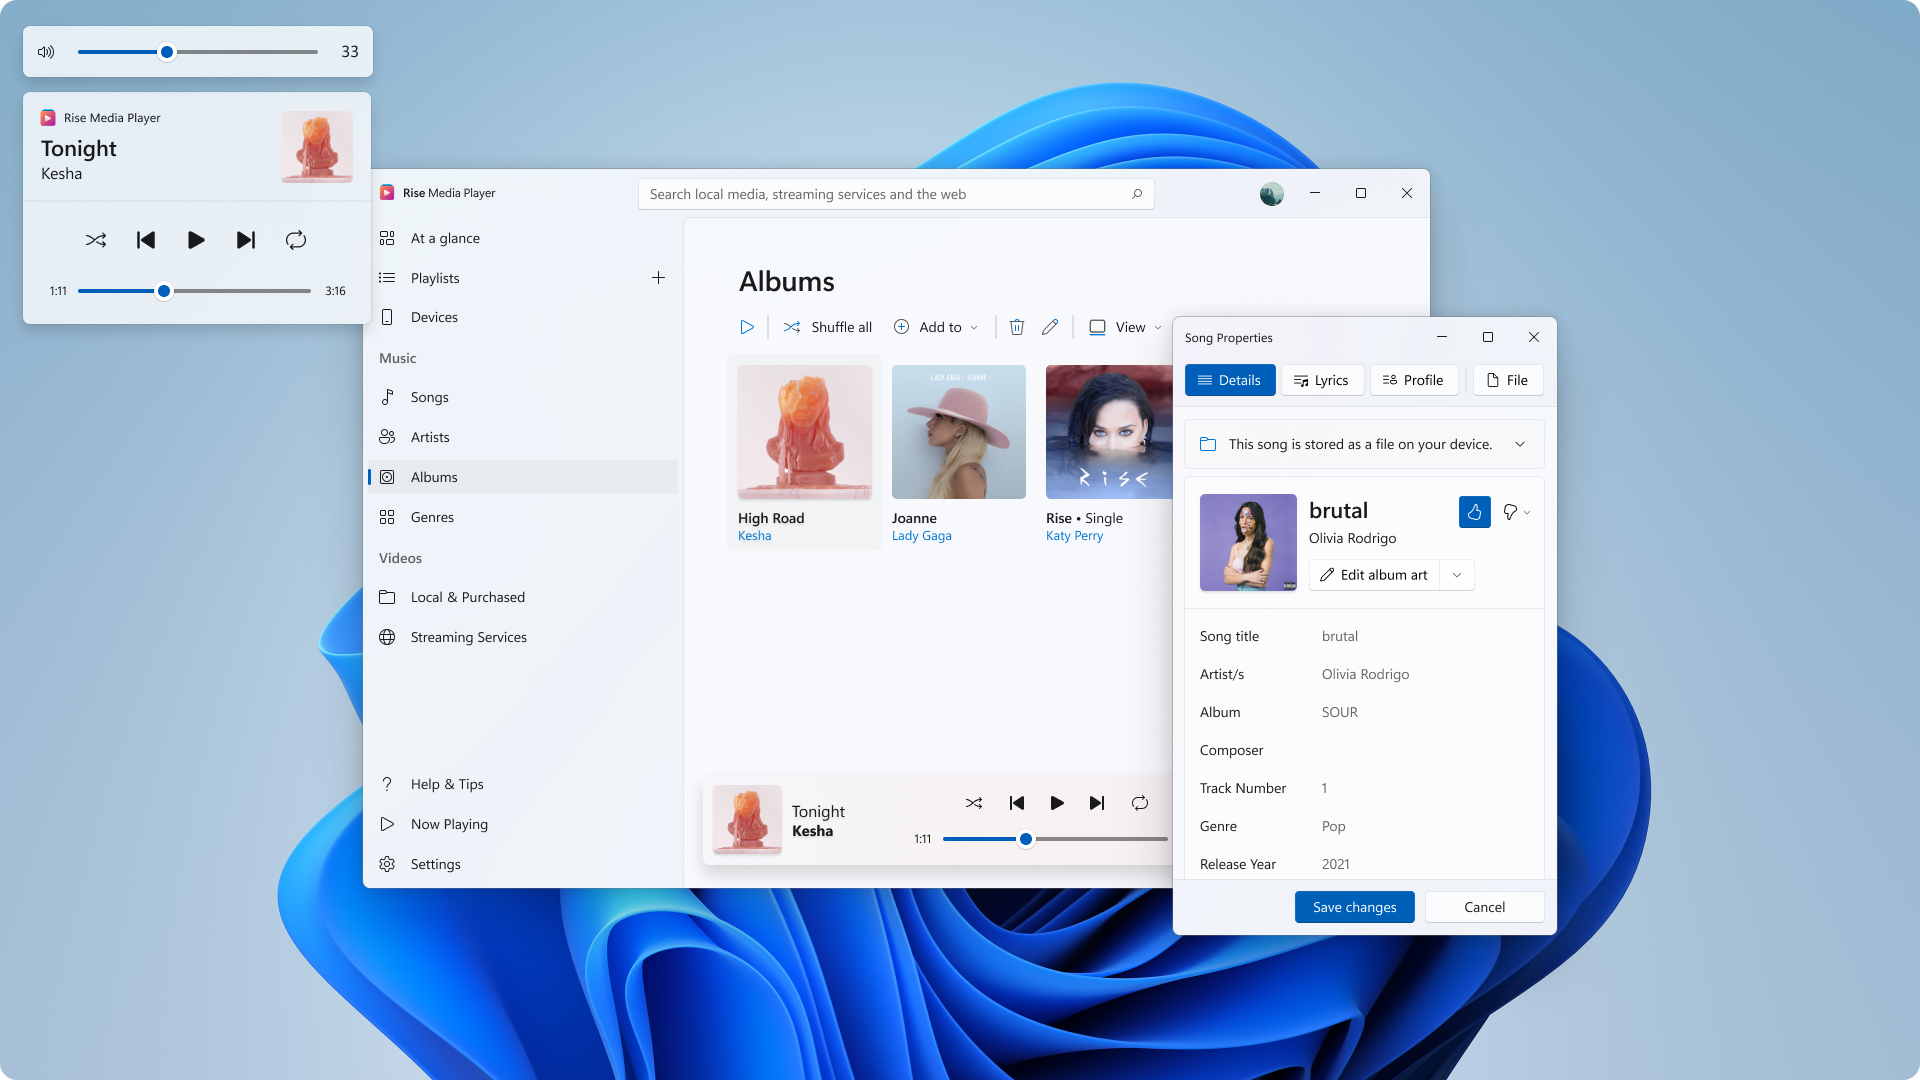 33
Rise Media Player
Tonight
Kesha
1:11
3:16
Rise Media Player
Search local media, streaming services and the web
At a glance
Playlists
Devices
Music
Songs
Artists
Albums
Genres
Videos
Local & Purchased
Streaming Services
Help & Tips
Now Playing
Settings
Albums
Shuffle all
Add to
View
LADY GAGA / JOANNE
RISE
High Road
Kesha
Joanne
Lady Gaga
Rise • Single
Katy Perry
Tonight
Kesha
1:11
Song Properties
Details
Lyrics
Profile
File
This song is stored as a file on your device.
brutal
Olivia Rodrigo
Edit album art
Song title brutal
Artist/s Olivia Rodrigo
Album SOUR
Composer
Track Number 1
Genre Pop
Release Year 2021
Save changes
Cancel